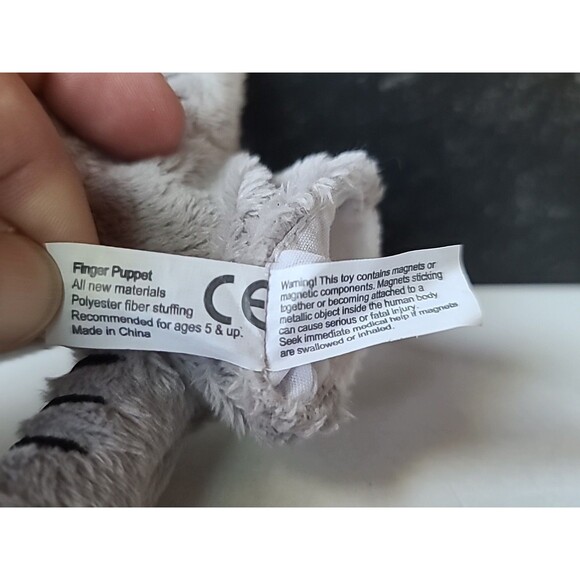 Finger Puppet
All new materials
Polyester fiber stuffing
Recommended for ages 5 & up.
Made in China
CE
Warning! This toy contains magnets or
magnetic components. Magnets sticking
together or becoming attached to a
metallic object inside the human body
can cause serious or fatal injury.
Seek immediate medical help if magnets
are swallowed or inhaled.